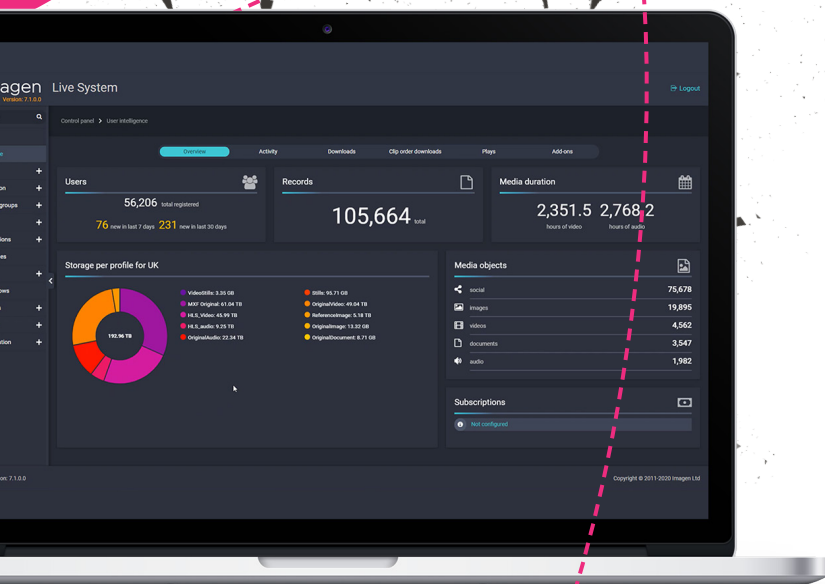 agen Live System
Version: 7.1.0.0
Logout
Control panel > User intelligence
Overview Activity Downloads Clip order downloads Plays Add-ons
on
groups
ions
es
ows
ation
Users
56,206 total registered
76 new in last 7 days 231 new in last 30 days
Records
105,664 total
Media duration
2,351.5 2,768.2
hours of video hours of audio
Storage per profile for UK
192.96 TB
VideoStills: 3.35 GB
MXF Original: 61.04 TB
HLS_Video: 45.99 TB
HLS_audio: 9.25 TB
OriginalAudio: 22.34 TB
Stills: 95.71 GB
OriginalVideo: 49.04 TB
ReferenceImage: 5.18 TB
OriginalImage: 13.32 GB
OriginalDocument: 8.71 GB
Media objects
social 75,678
images 19,895
videos 4,562
documents 3,547
audio 1,982
Subscriptions
Not configured
on: 7.1.0.0
Copyright © 2011-2020 Imagen Ltd